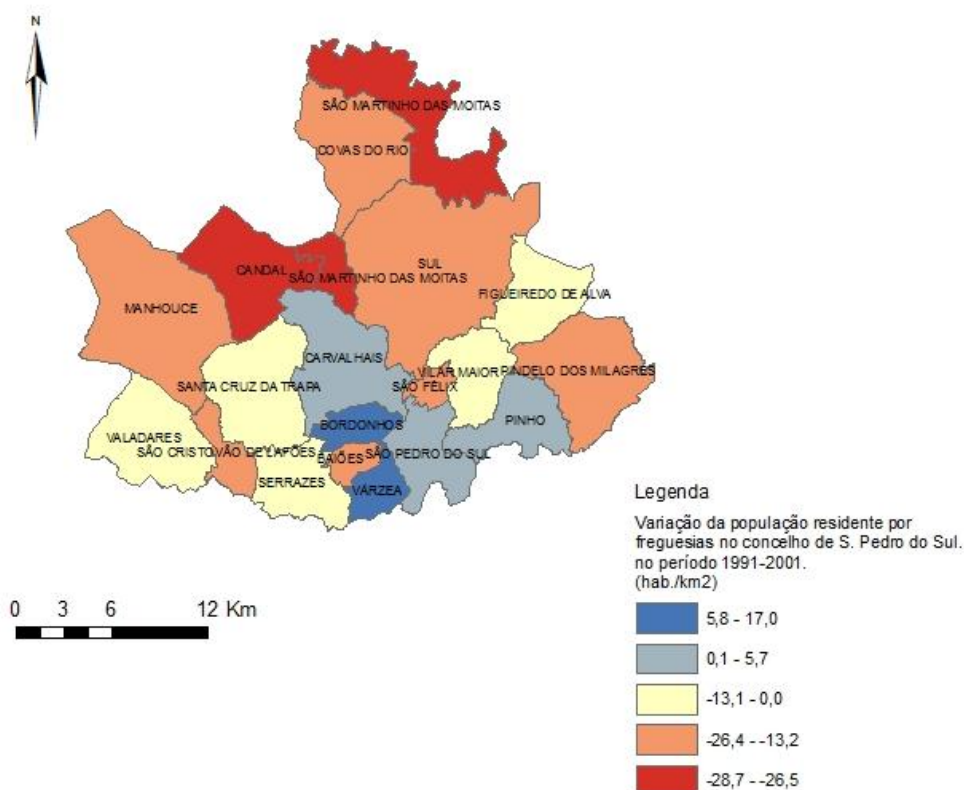 N
SÃO MARTINHO DAS MOITAS
COVAS DO RIO
CANDAL
SUL
SÃO MARTINHO DAS MOITAS
FIGUEIREDO DE ALVA
MANHOUCE
CARVALHAIS
VILAR MAIOR
PINDELO DOS MILAGRES
SANTA CRUZ DA TRAPA
SÃO FÉLIX
BORDONHOS
PINHO
VALADARES
SÃO CRISTOVÃO DE LAFÕES
BAIÕES
SÃO PEDRO DO SUL
SERRAZES
VÁRZEA
Legenda
Variação da população residente por
freguesias no concelho de S. Pedro do Sul.
no período 1991-2001.
(hab./km2)
0 3 6 12 Km
5,8 - 17,0
0,1 - 5,7
-13,1 - 0,0
-26,4 - -13,2
-28,7 - -26,5